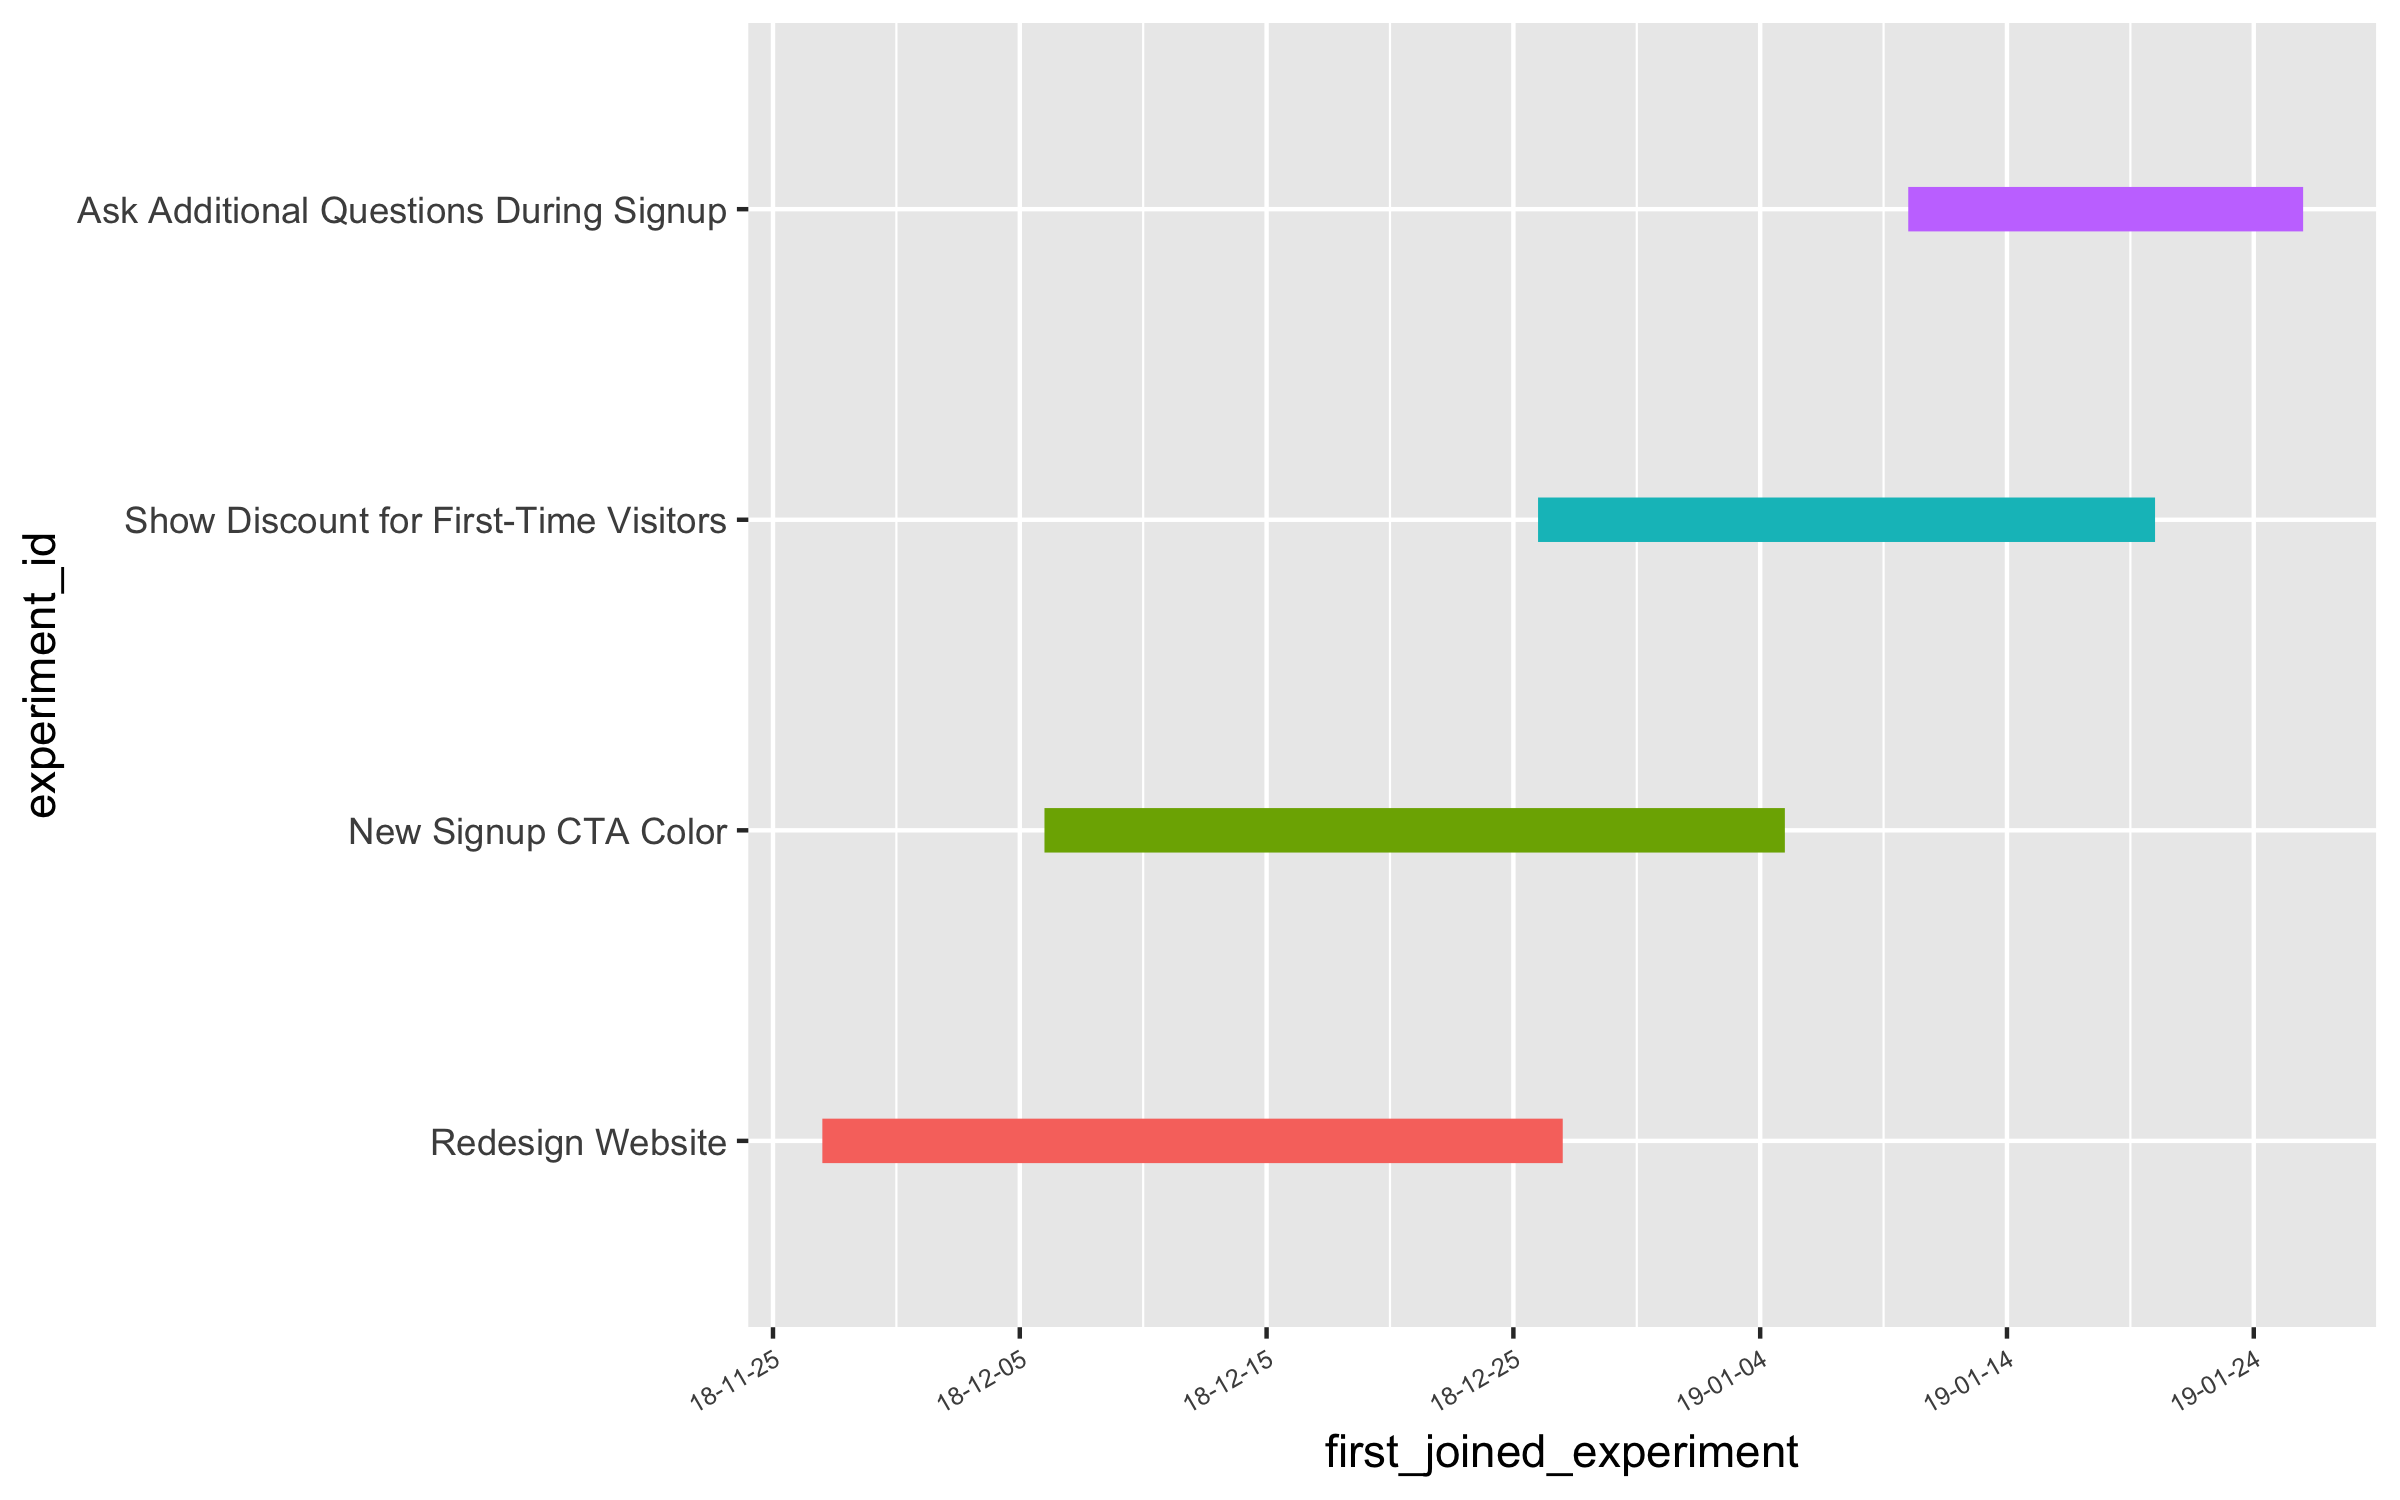 Ask Additional Questions During Signup
Show Discount for First-Time Visitors
New Signup CTA Color
Redesign Website
experiment_id
18-11-25
18-12-05
18-12-15
18-12-25
19-01-04
19-01-14
19-01-24
first_joined_experiment